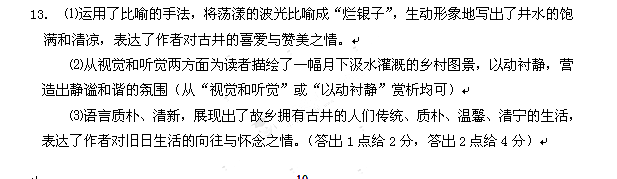 13. ⑴运用了比喻的手法，将荡漾的波光比喻成“烂银子”，生动形象地写出了井水的饱
满和清凉，表达了作者对古井的喜爱与赞美之情。↵
⑵从视觉和听觉两方面为读者描绘了一幅月下汲水灌溉的乡村图景，以动衬静，营
造出静谧和谐的氛围（从“视觉和听觉”或“以动衬静”赏析均可）↵
⑶语言质朴、清新，展现出了故乡拥有古井的人们传统、质朴、温馨、清宁的生活，
表达了作者对旧日生活的向往与怀念之情。（答出 1 点给 2 分，答出 2 点给 4 分）↵